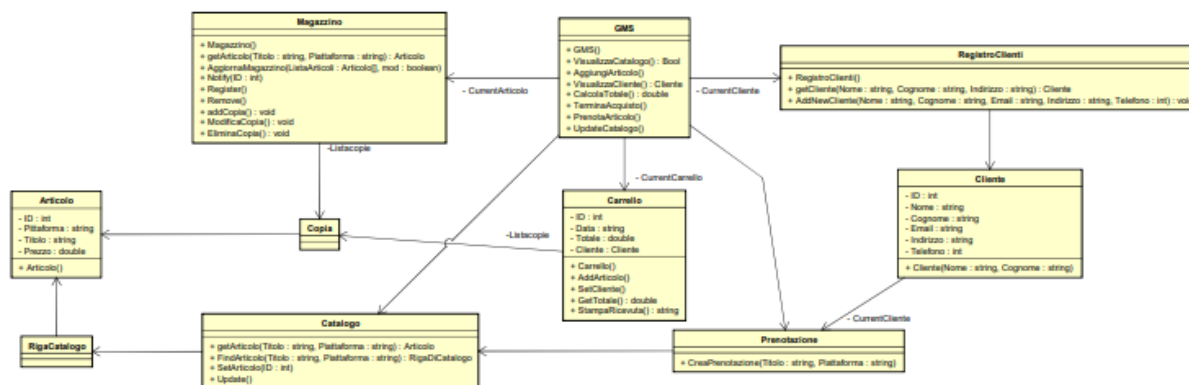 Magazzino
+ Magazzino()
+ getArticolo(Titolo : string, Piattaforma : string) : Articolo
+ AggiornaMagazzino(ListaArticoli : Articolo[], mod : boolean)
+ Notify(ID : int)
+ Register()
+ Remove()
+ addCopia() : void
+ ModificaCopia() : void
+ EliminaCopia() : void
GMS
+ GMS()
+ VisualizzaCatalogo() : Bool
+ AggiungiArticolo()
+ VisualizzaCliente() : Cliente
+ CalcolaTotale() : double
+ TerminaAcquisto()
+ PrenotaArticolo()
+ UpdateCatalogo()
RegistroClienti
+ RegistroClienti()
+ getCliente(Nome : string, Cognome : string, Indirizzo : string) : Cliente
+ AddNewCliente(Nome : string, Cognome : string, Email : string, Indirizzo : string, Telefono : int) : void
- CurrentArticolo
- CurrentCliente
-Listacopie
- CurrentCarrello
Articolo
- ID : int
- Pittaforma : string
- Titolo : string
- Prezzo : double
+ Articolo()
Copia
-Listacopie
Carrello
- ID : int
- Data : string
- Totale : double
- Cliente : Cliente
+ Carrello()
+ AddArticolo()
+ SetCliente()
+ GetTotale() : double
+ StampaRicevuta() : string
Cliente
- ID : int
- Nome : string
- Cognome : string
- Email : string
- Indirizzo : string
- Telefono : int
+ Cliente(Nome : string, Cognome : string)
- CurrentCliente
RigaCatalogo
Catalogo
+ getArticolo(Titolo : string, Piattaforma : string) : Articolo
+ FindArticolo(Titolo : string, Piattaforma : string) : RigaDiCatalogo
+ SetArticolo(ID : int)
+ Update()
Prenotazione
+ CreaPrenotazione(Titolo : string, Piattaforma : string)